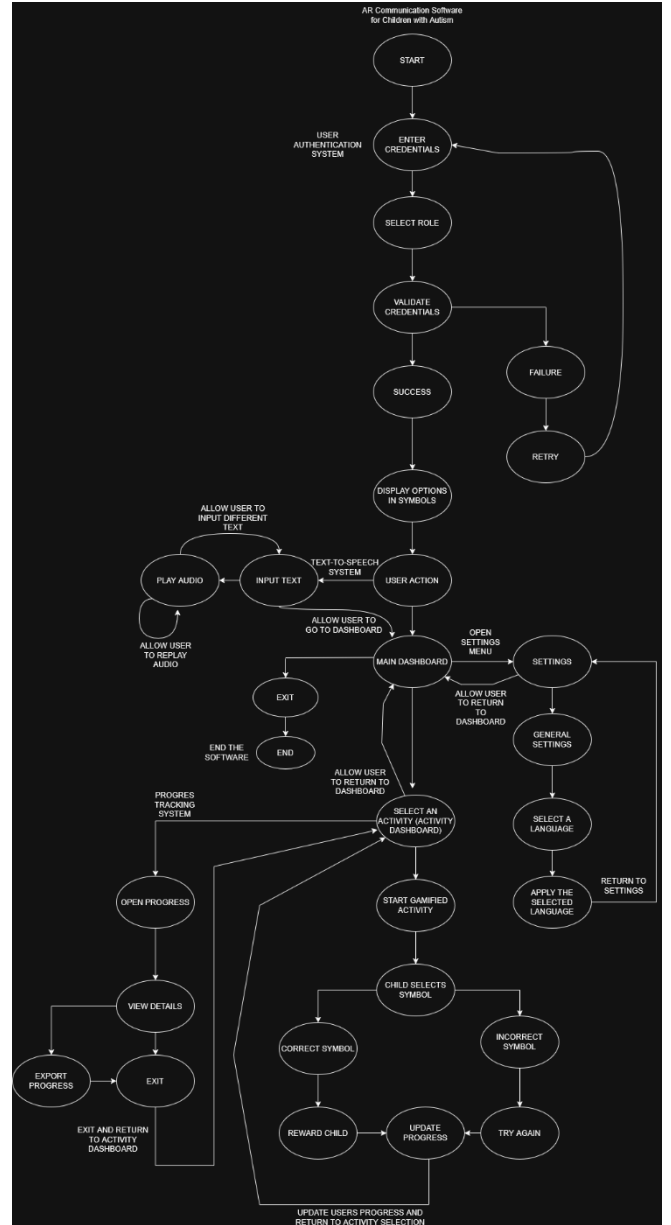 AR Communication Software
for Children with Autism
START
USER
AUTHENTICATION
SYSTEM
ENTER
CREDENTIALS
SELECT ROLE
VALIDATE
CREDENTIALS
FAILURE
SUCCESS
RETRY
DISPLAY OPTIONS
IN SYMBOLS
ALLOW USER TO
INPUT DIFFERENT
TEXT
TEXT-TO-SPEECH
SYSTEM
PLAY AUDIO
INPUT TEXT
USER ACTION
ALLOW USER
TO REPLAY
AUDIO
ALLOW USER TO
GO TO DASHBOARD
OPEN
SETTINGS
MENU
MAIN DASHBOARD
SETTINGS
ALLOW USER
TO RETURN
TO
DASHBOARD
EXIT
GENERAL
SETTINGS
END THE
SOFTWARE
END
ALLOW USER
TO RETURN TO
DASHBOARD
PROGRES
TRACKING
SYSTEM
SELECT AN
ACTIVITY (ACTIVITY
DASHBOARD)
SELECT A
LANGUAGE
RETURN TO
SETTINGS
OPEN PROGRESS
START GAMIFIED
ACTIVITY
APPLY THE
SELECTED
LANGUAGE
CHILD SELECTS
SYMBOL
VIEW DETAILS
CORRECT SYMBOL
INCORRECT
SYMBOL
EXPORT
PROGRESS
EXIT
EXIT AND RETURN
TO ACTIVITY
DASHBOARD
REWARD CHILD
UPDATE
PROGRESS
TRY AGAIN
UPDATE USERS PROGRESS AND
RETURN TO ACTIVITY SELECTION